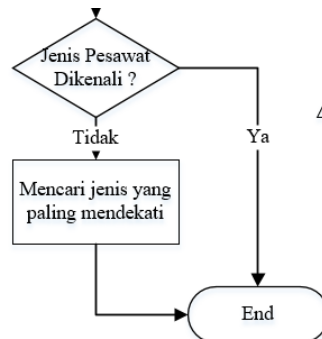 Jenis Pesawat
Dikenali ?
Tidak
Ya
Mencari jenis yang
paling mendekati
End